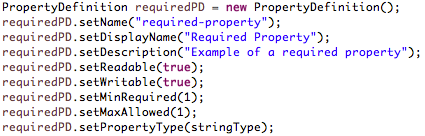 PropertyDefinition requiredPD = new PropertyDefinition();
requiredPD.setName("required-property");
requiredPD.setDisplayName("Required Property");
requiredPD.setDescription("Example of a required property");
requiredPD.setReadable(true);
requiredPD.setWritable(true);
requiredPD.setMinRequired(1);
requiredPD.setMaxAllowed(1);
requiredPD.setPropertyType(stringType);